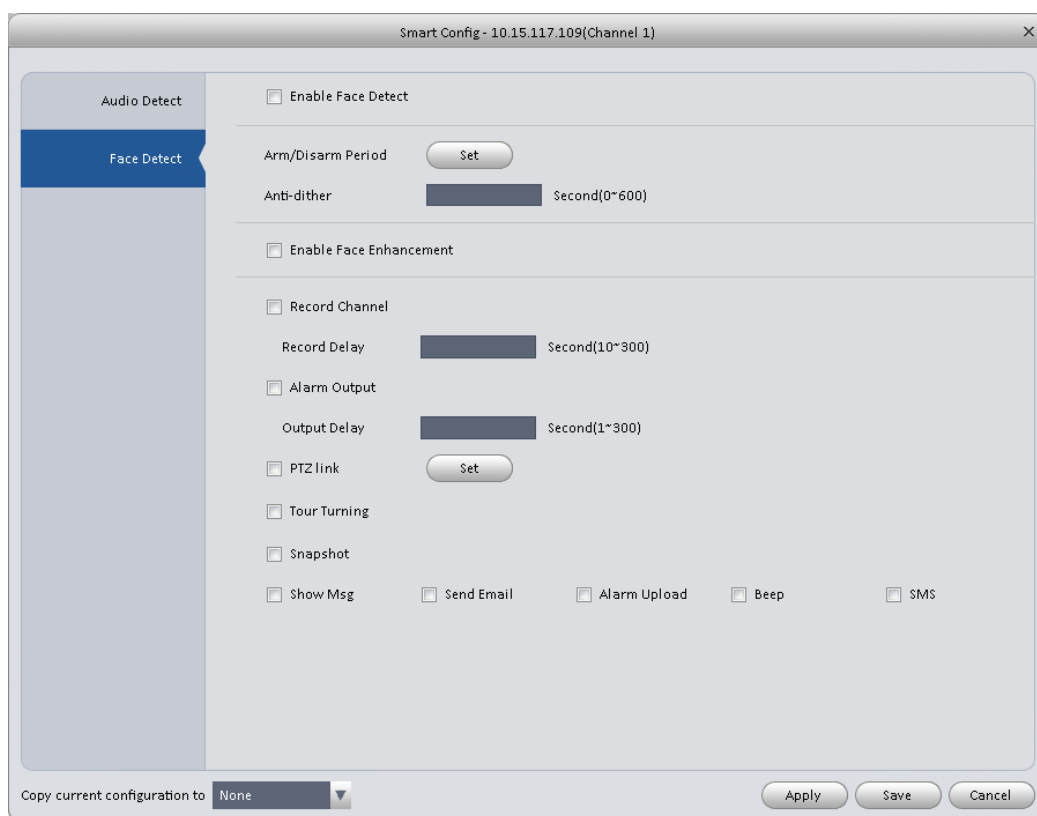 Smart Config - 10.15.117.109(Channel 1)
Audio Detect
Face Detect
Enable Face Detect
Arm/Disarm Period Set
Anti-dither Second(0~600)
Enable Face Enhancement
Record Channel
Record Delay Second(10~300)
Alarm Output
Output Delay Second(1~300)
PTZ link Set
Tour Turning
Snapshot
Show Msg Send Email Alarm Upload Beep SMS
Copy current configuration to None Apply Save Cancel